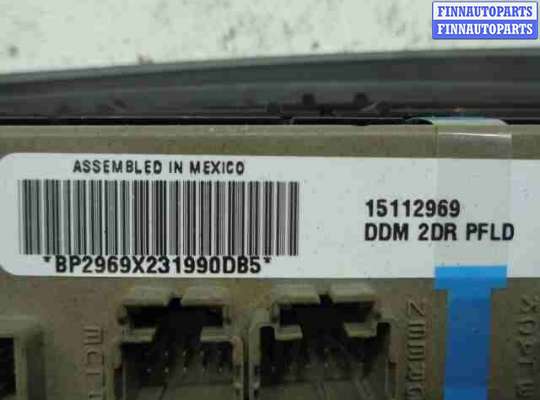 FINNAUTOPARTS
FINNAUTOPARTS
ASSEMBLED IN MEXICO
15112969
DDM 2DR PFLD
*BP2969X231990DB5*